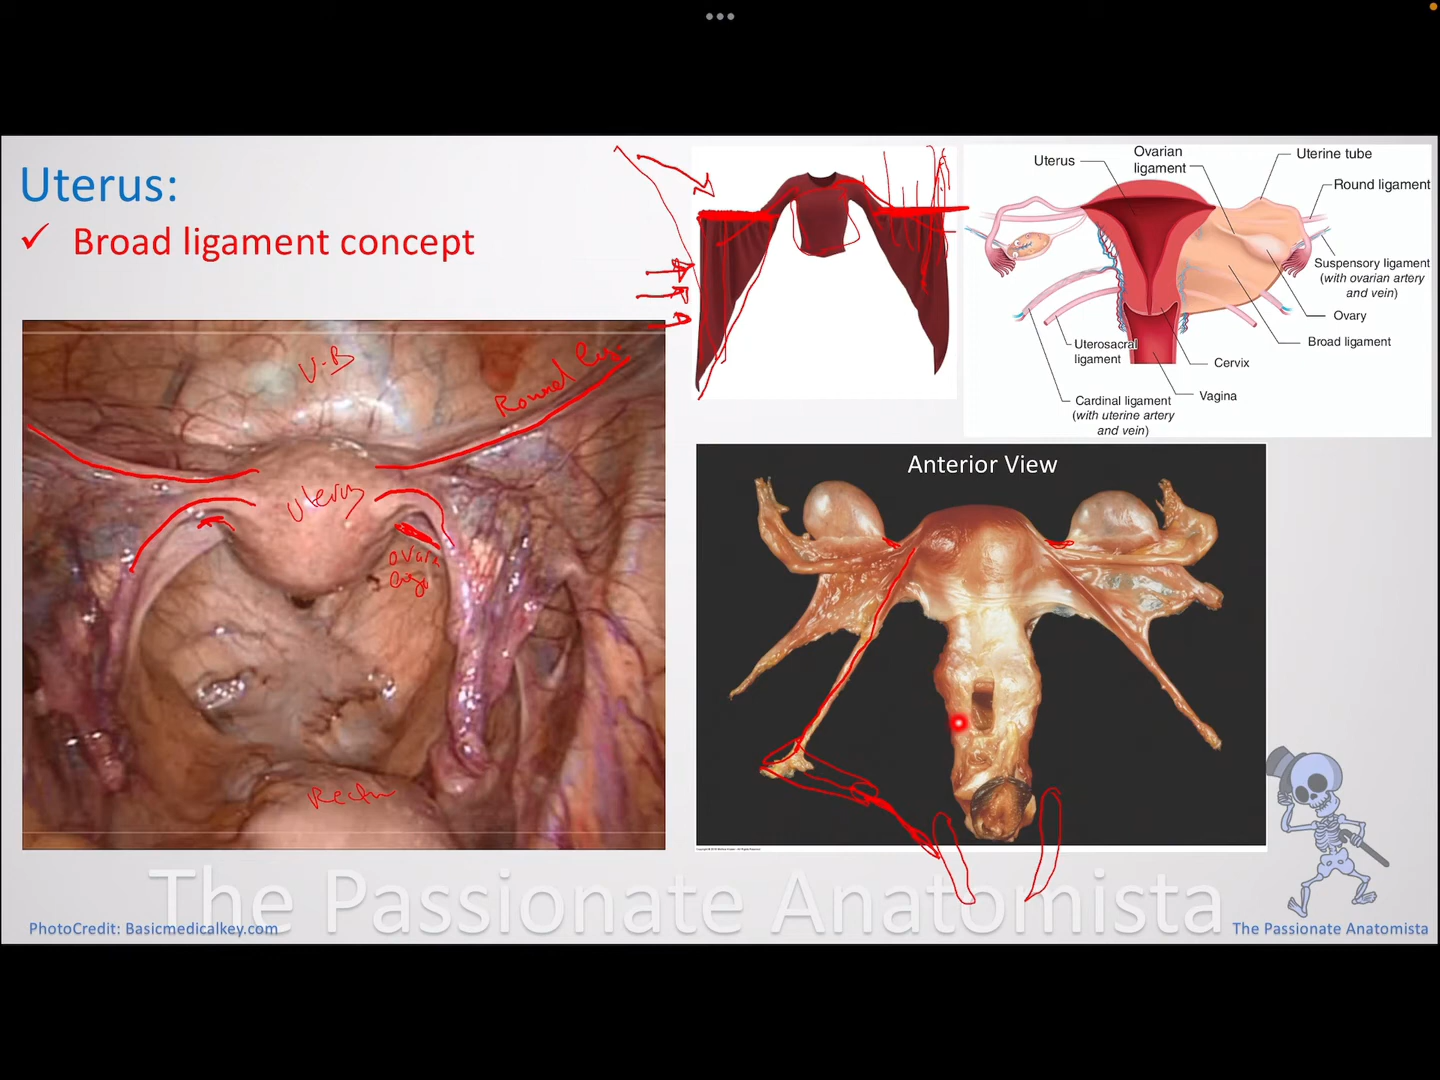 Uterus:
✓ Broad ligament concept
U-B
Round Lig.
Uterus
Ovari
Lig
Uterus
Ovarian
ligament
Uterine tube
Round ligament
Suspensory ligament
(with ovarian artery
and vein)
Ovary
Broad ligament
Uterosacral
ligament
Cervix
Vagina
Cardinal ligament
(with uterine artery
and vein)
Anterior View
The Passionate Anatomista
PhotoCredit: Basicmedicalkey.com
The Passionate Anatomista